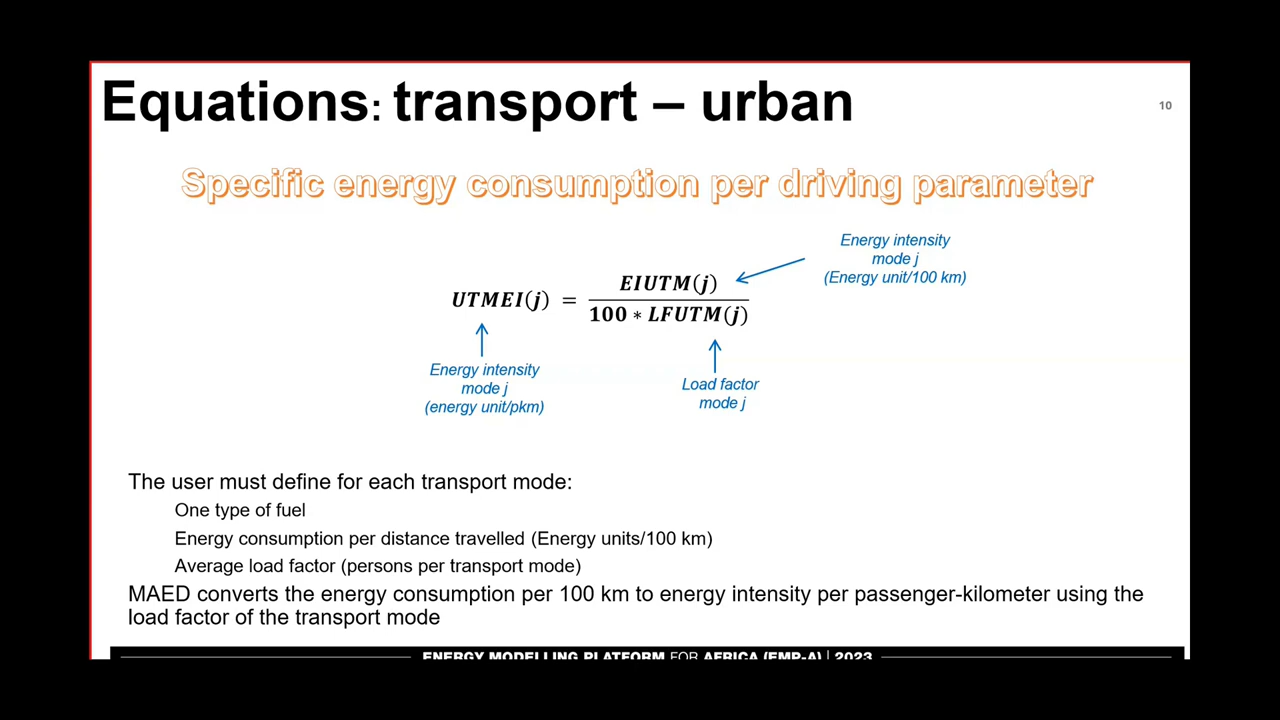 Equations: transport – urban
10
Specific energy consumption per driving parameter
Energy intensity
mode j
(Energy unit/100 km)
UTMEI(j) = EIUTM(j)
100 * LFUTM(j)
Energy intensity
mode j
(energy unit/pkm)
Load factor
mode j
The user must define for each transport mode:
One type of fuel
Energy consumption per distance travelled (Energy units/100 km)
Average load factor (persons per transport mode)
MAED converts the energy consumption per 100 km to energy intensity per passenger-kilometer using the
load factor of the transport mode
ENERGY MODELLING PLATFORM FOR AFRICA (EMP-A) | 2023